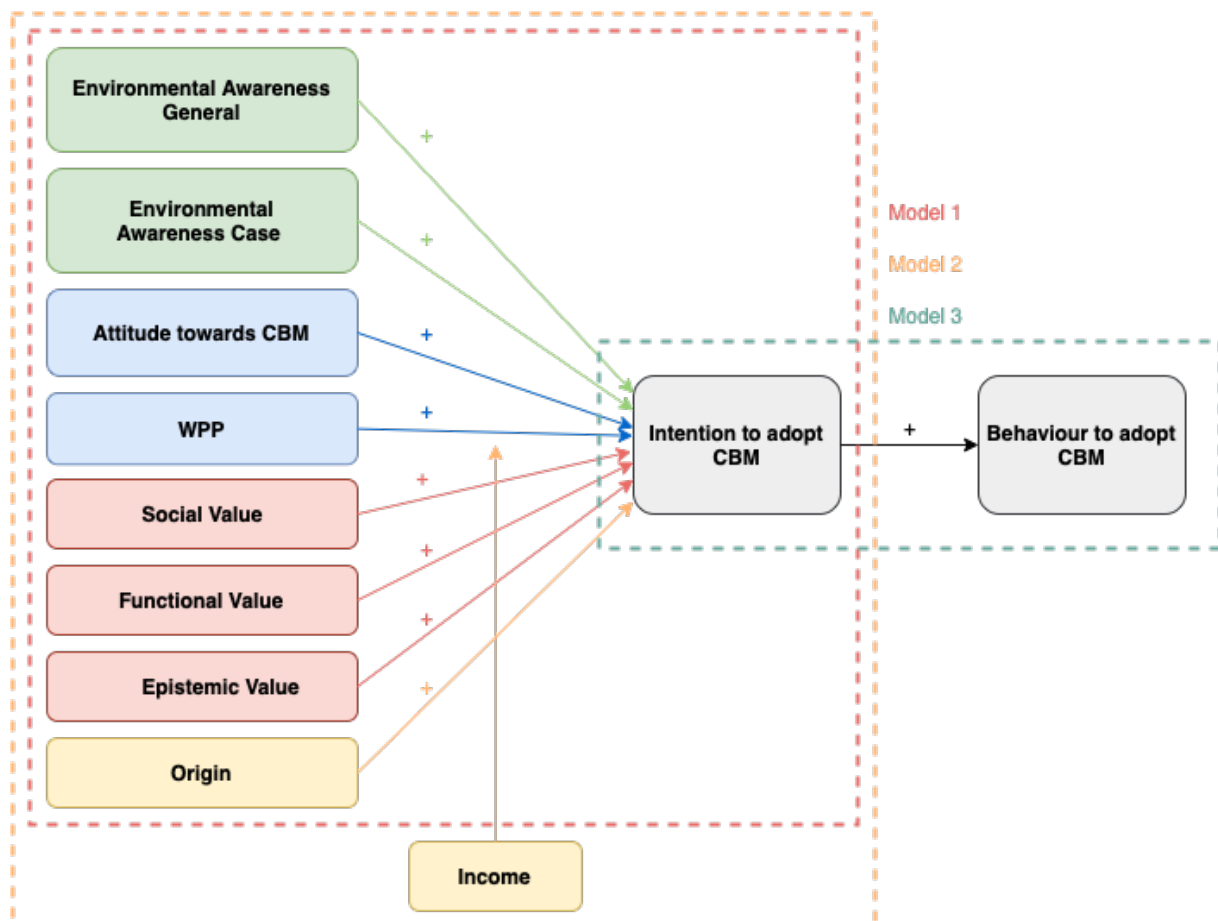 Environmental Awareness
General
+
Environmental
Awareness Case
+
Model 1
Model 2
Model 3
Attitude towards CBM
+
WPP
+
Intention to adopt
CBM
+
Behaviour to adopt
CBM
Social Value
+
Functional Value
+
Epistemic Value
+
Origin
+
Income